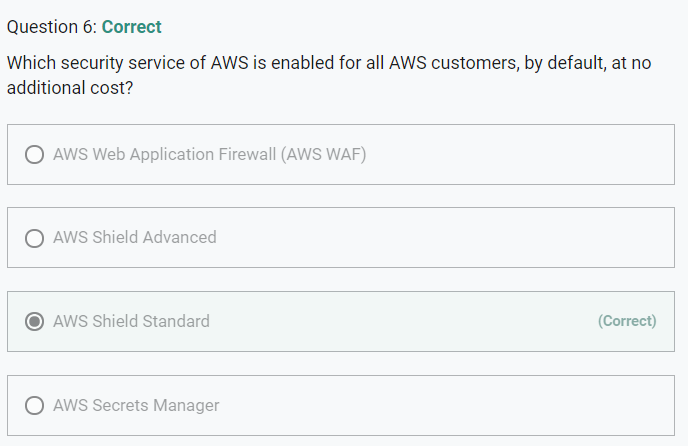 Question 6: Correct
Which security service of AWS is enabled for all AWS customers, by default, at no
additional cost?
AWS Web Application Firewall (AWS WAF)
AWS Shield Advanced
AWS Shield Standard (Correct)
AWS Secrets Manager